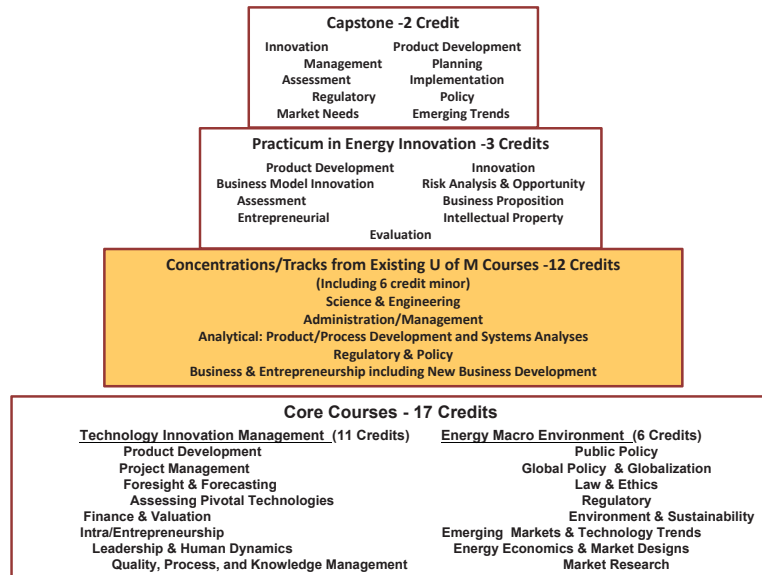 Capstone -2 Credit
Innovation Product Development
Management Planning
Assessment Implementation
Regulatory Policy
Market Needs Emerging Trends
Practicum in Energy Innovation -3 Credits
Product Development Innovation
Business Model Innovation Risk Analysis & Opportunity
Assessment Business Proposition
Entrepreneurial Intellectual Property
Evaluation
Concentrations/Tracks from Existing U of M Courses -12 Credits
(Including 6 credit minor)
Science & Engineering
Administration/Management
Analytical: Product/Process Development and Systems Analyses
Regulatory & Policy
Business & Entrepreneurship including New Business Development
Core Courses - 17 Credits
Technology Innovation Management (11 Credits)
Product Development
Project Management
Foresight & Forecasting
Assessing Pivotal Technologies
Finance & Valuation
Intra/Entrepreneurship
Leadership & Human Dynamics
Quality, Process, and Knowledge Management
Energy Macro Environment (6 Credits)
Public Policy
Global Policy & Globalization
Law & Ethics
Regulatory
Environment & Sustainability
Emerging Markets & Technology Trends
Energy Economics & Market Designs
Market Research